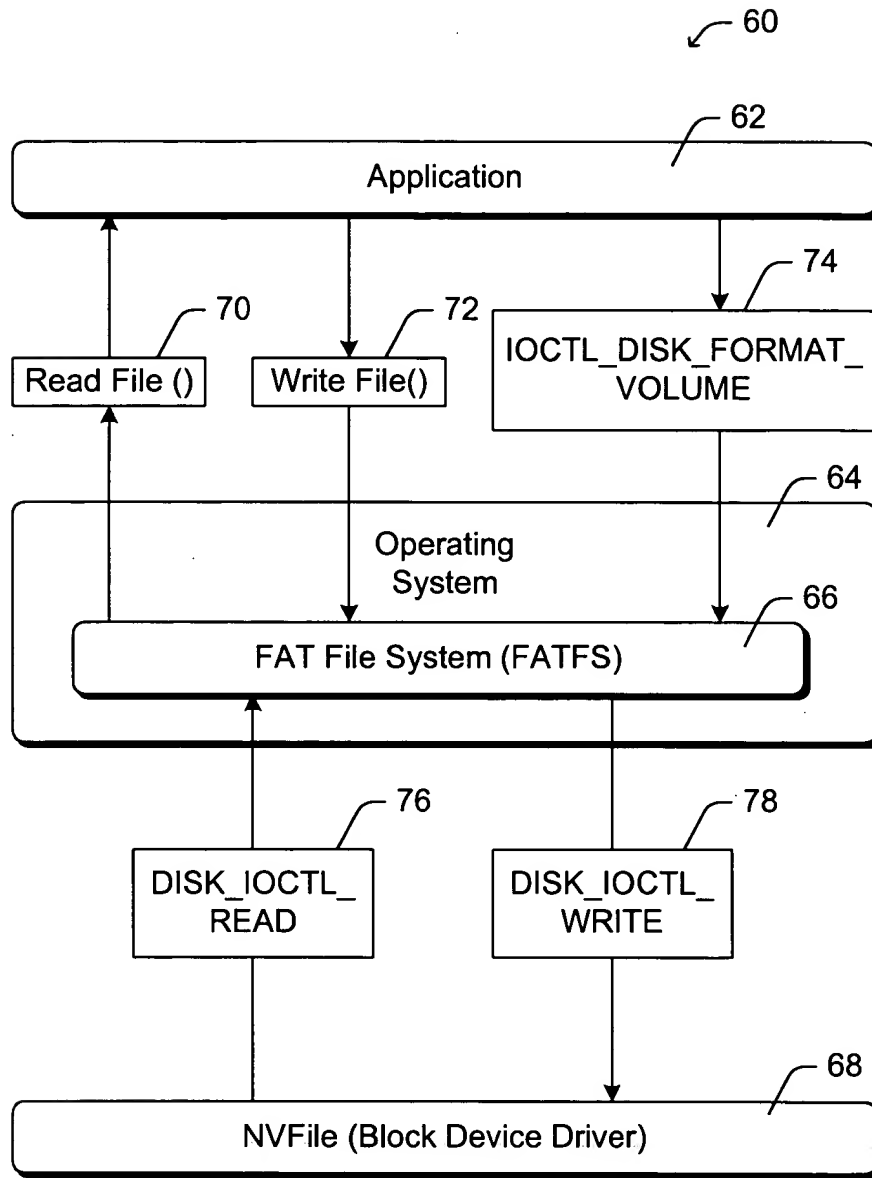 60
62
Application
74
70
72
IOCTL_DISK_FORMAT_
VOLUME
Read File ()
Write File()
64
Operating
System
66
FAT File System (FATFS)
76
78
DISK_IOCTL_
READ
DISK_IOCTL_
WRITE
68
NVFile (Block Device Driver)